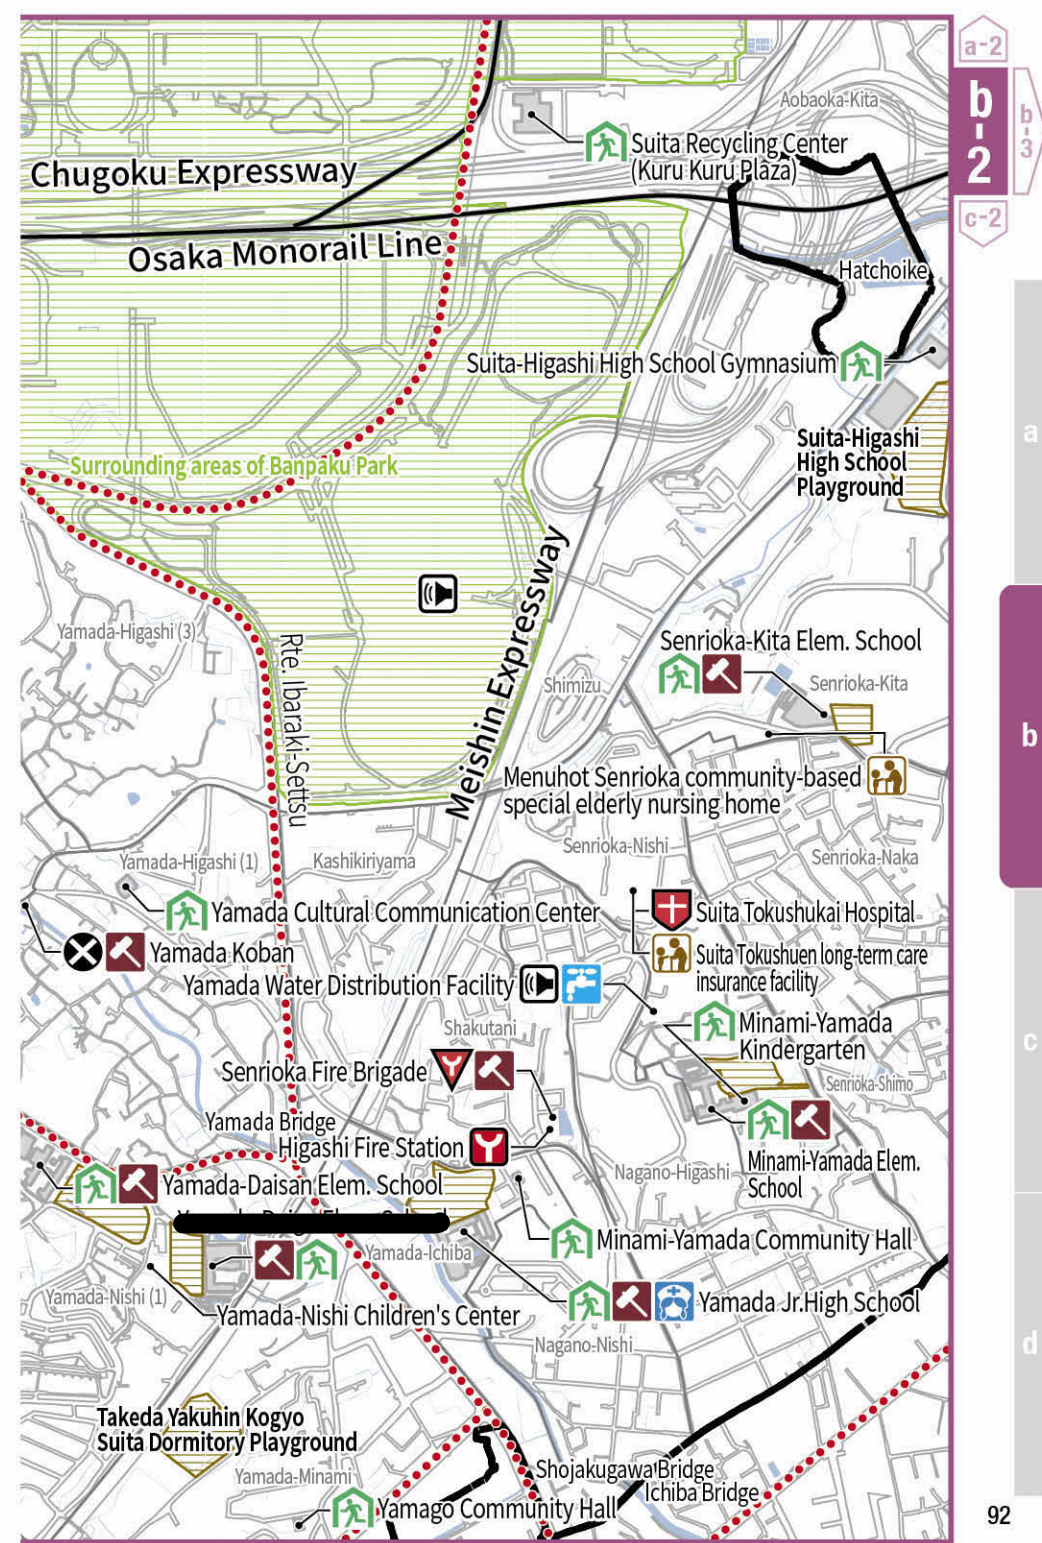 a-2
b-2
b-3
c-2
Aobaoka-Kita
Suita Recycling Center
(Kuru Kuru Plaza)
Chugoku Expressway
Osaka Monorail Line
Hatchoike
Suita-Higashi High School Gymnasium
a
Suita-Higashi
High School
Playground
Surrounding areas of Banpaku Park
Shimizu
Meishin Expressway
Yamada-Higashi (3)
Rte. Ibaraki-Settsu
Senrioka-Kita Elem. School
Senrioka-Kita
b
Menuhot Senrioka community-based
special elderly nursing home
Senrioka-Nishi
Senrioka-Naka
Yamada-Higashi (1)
Kashikiriyama
Yamada Cultural Communication Center
Suita Tokushukai Hospital
Yamada Koban
Suita Tokushuen long-term care
insurance facility
Yamada Water Distribution Facility
Shakutani
Minami-Yamada
Kindergarten
c
Senrioka Fire Brigade
Senrioka-Shimo
Yamada Bridge
Higashi Fire Station
Minami-Yamada Elem.
School
Nagano-Higashi
Yamada-Daisan Elem. School
Minami-Yamada Community Hall
Yamada-Ichiba
Yamada-Nishi (1)
Yamada-Nishi Children's Center
Yamada Jr.High School
Nagano-Nishi
d
Takeda Yakuhin Kogyo
Suita Dormitory Playground
Yamada-Minami
Shojakugawa Bridge
Ichiba Bridge
Yamago Community Hall
92